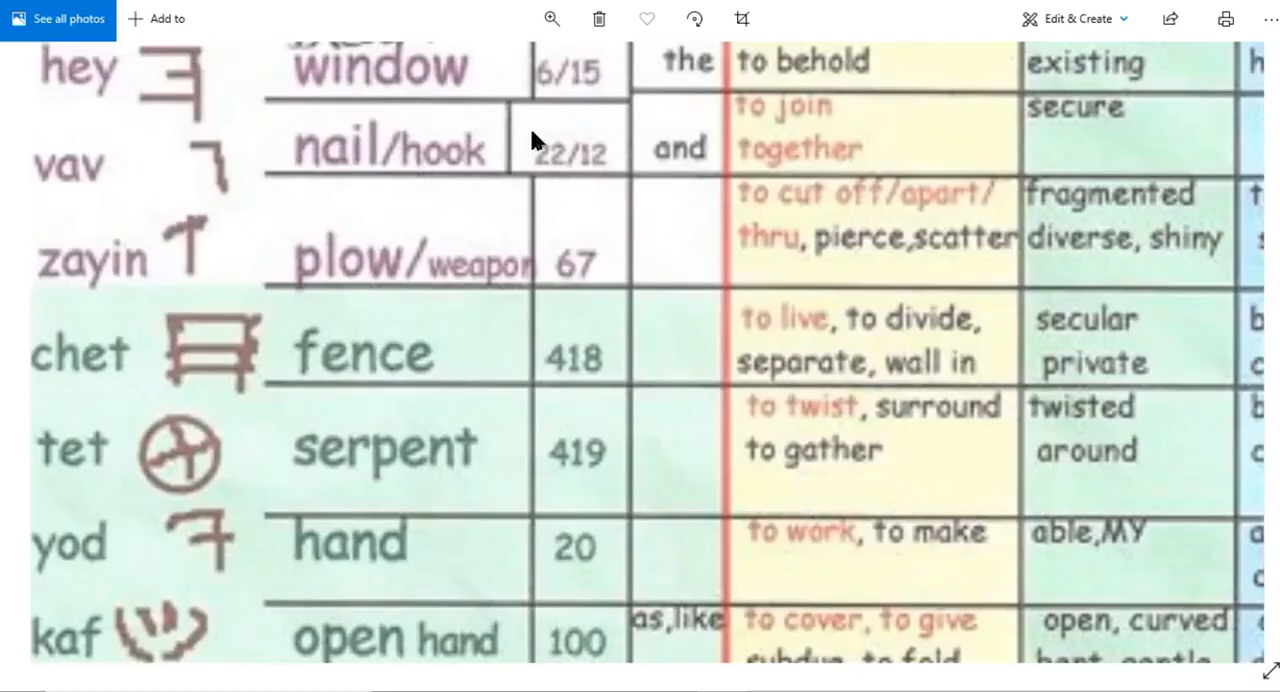 See all photos
Add to
Edit & Create
hey window 6/15 the to behold existing h
vav nail/hook 22/12 and to join secure
together
zayin plow/weapon 67 to cut off/apart/ fragmented t
thru, pierce,scatter diverse, shiny
chet fence 418 to live, to divide, secular b
separate, wall in private c
tet serpent 419 to twist, surround twisted b
to gather around c
yod hand 20 to work, to make able,MY a
c
kaf open hand 100 as,like to cover, to give open, curved